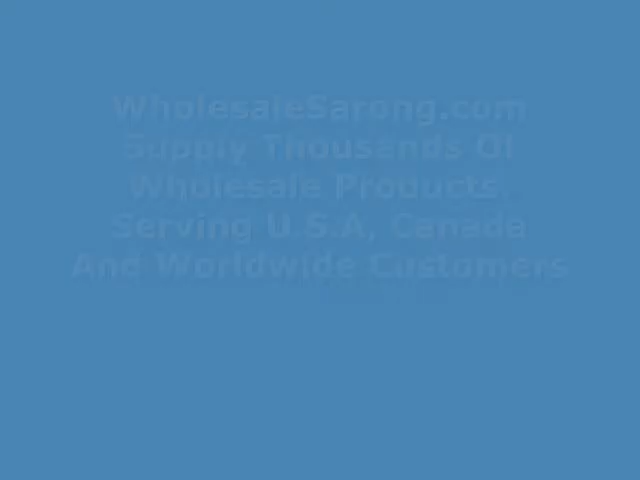 WholesaleSarong.com
Supply Thousands Of
Wholesale Products,
Serving U.S.A, Canada
And Worldwide Customers